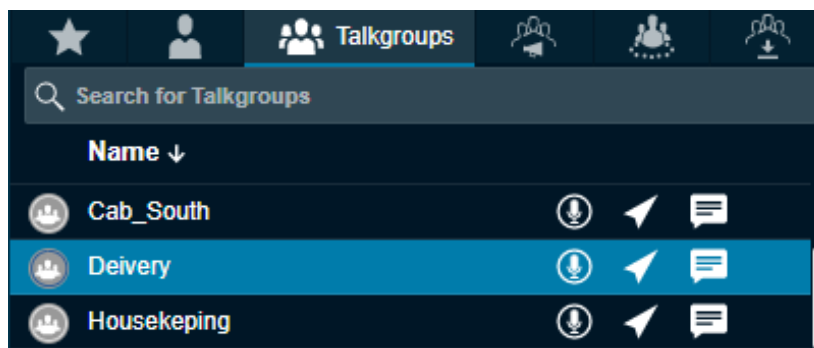 Talkgroups
Search for Talkgroups
Name ↓
Cab_South
Deivery
Housekeping